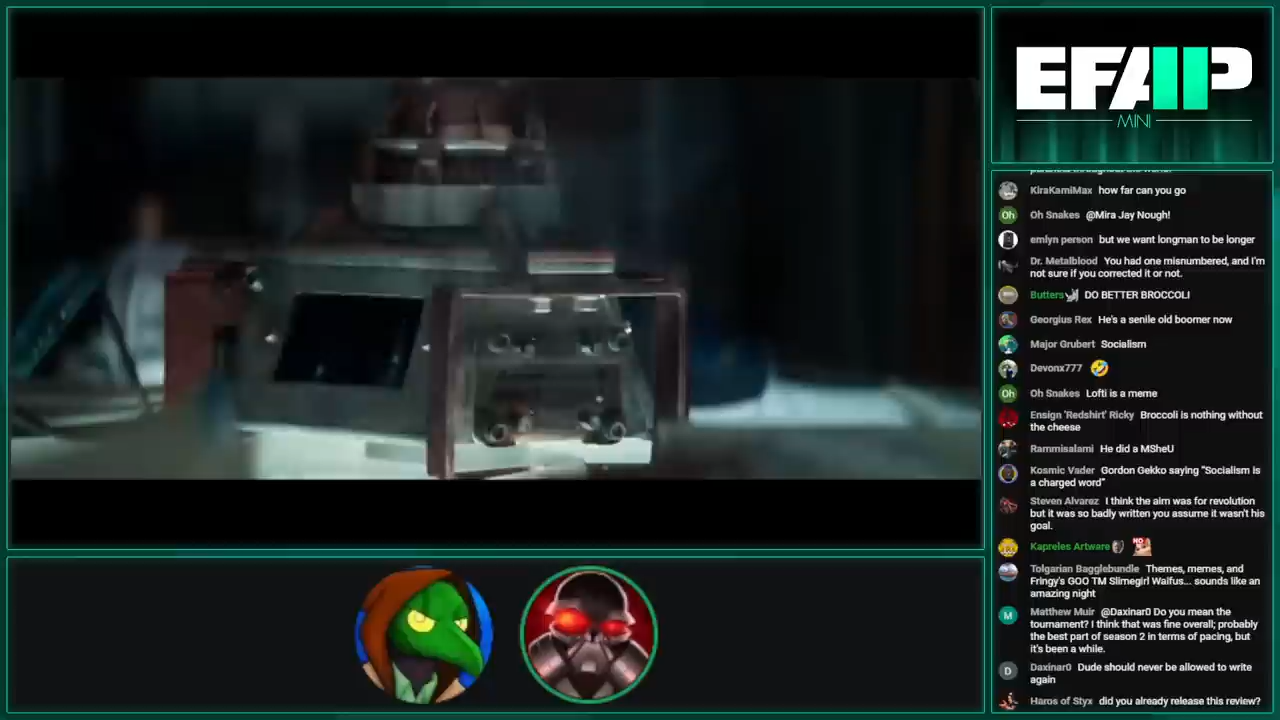 EFAP
MINI
KiraKamiMax how far can you go
Oh Oh Snakes @Mira Jay Nough!
emlyn person but we want longman to be longer
Dr. Metalblood You had one misnumbered, and I'm
not sure if you corrected it or not.
Butters DO BETTER BROCCOLI
Georgius Rex He's a senile old boomer now
Major Grubert Socialism
Devonx777
Oh Oh Snakes Lofti is a meme
Ensign 'Redshirt' Ricky Broccoli is nothing without
the cheese
Rammisalami He did a MSheU
Kosmic Vader Gordon Gekko saying "Socialism is
a charged word"
Steven Alvarez I think the aim was for revolution
but it was so badly written you assume it wasn't his
goal.
Kapreles Artware NO
Tolgarian Bagglebundle Themes, memes, and
Fringy's GOO TM Slimegirl Waifus... sounds like an
amazing night
M Matthew Muir @Daxinar0 Do you mean the
tournament? I think that was fine overall; probably
the best part of season 2 in terms of pacing, but
it's been a while.
D Daxinar0 Dude should never be allowed to write
again
Haros of Styx did you already release this review?